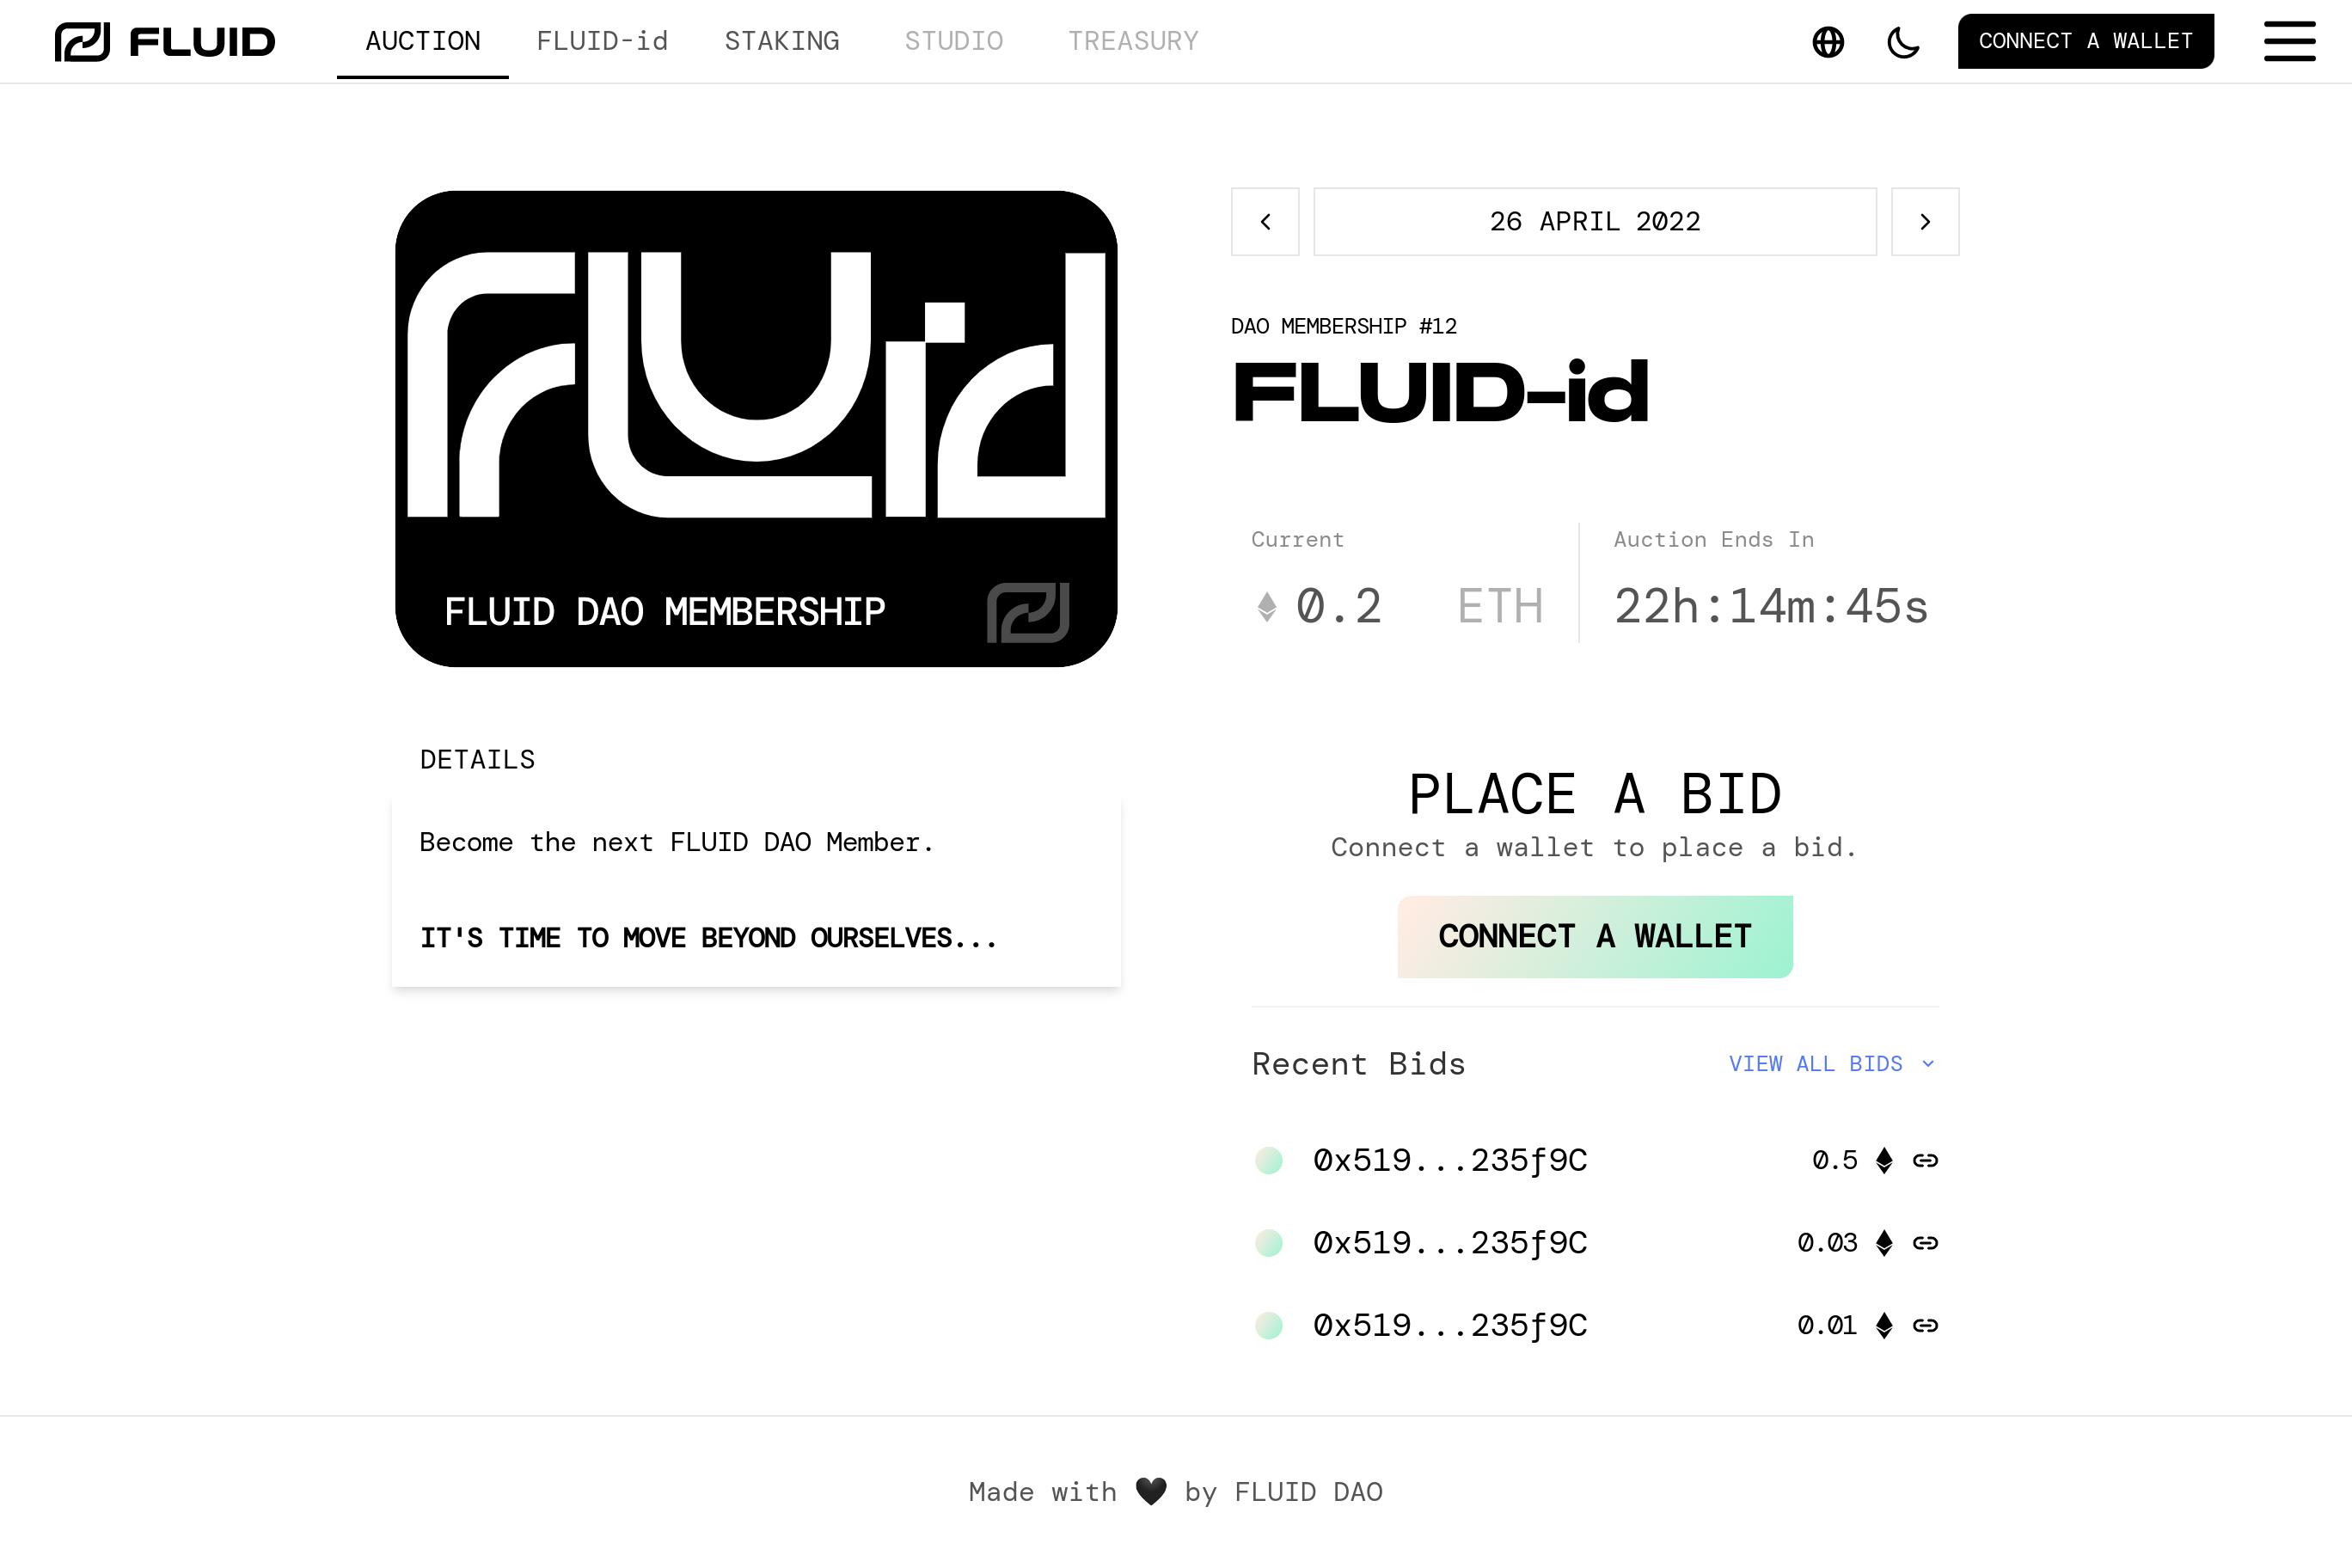 FLUID
AUCTION
FLUID-id
STAKING
STUDIO
TREASURY
CONNECT A WALLET
FLUID
FLUID DAO MEMBERSHIP
26 APRIL 2022
DAO MEMBERSHIP #12
FLUID-id
Current
0.2 ETH
Auction Ends In
22h:14m:45s
DETAILS
Become the next FLUID DAO Member.
IT'S TIME TO MOVE BEYOND OURSELVES...
PLACE A BID
Connect a wallet to place a bid.
CONNECT A WALLET
Recent Bids
VIEW ALL BIDS
0x519...235f9C 0.5
0x519...235f9C 0.03
0x519...235f9C 0.01
Made with 🖤 by FLUID DAO